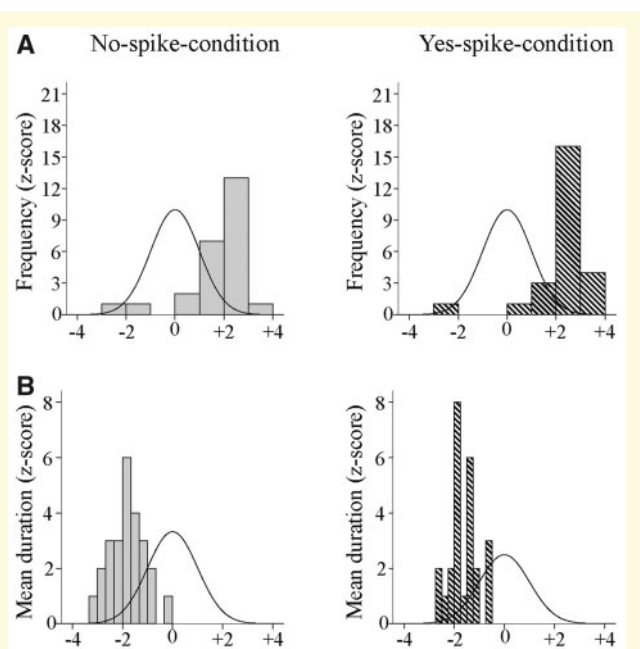 A
No-spike-condition
Yes-spike-condition
Frequency (z-score)
21
18
15
12
9
6
3
0
-4 -2 0 +2 +4
Frequency (z-score)
21
18
15
12
9
6
3
0
-4 -2 0 +2 +4
B
Mean duration (z-score)
8
6
4
2
0
-4 -2 0 +2 +4
Mean duration (z-score)
8
6
4
2
0
-4 -2 0 +2 +4